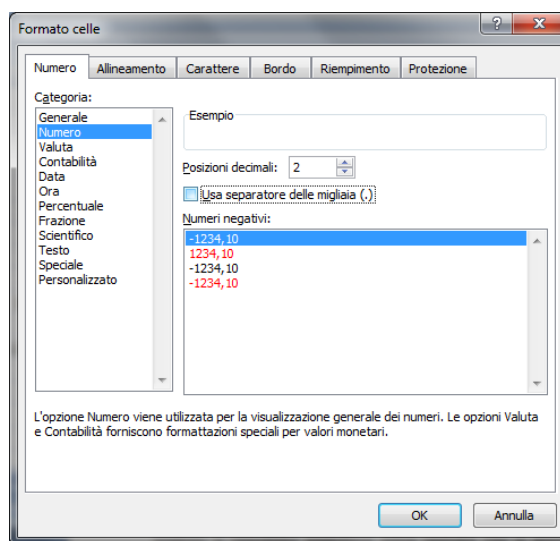 Formato celle
Numero Allineamento Carattere Bordo Riempimento Protezione
Categoria:
Generale
Numero
Valuta
Contabilità
Data
Ora
Percentuale
Frazione
Scientifico
Testo
Speciale
Personalizzato
Esempio
Posizioni decimali: 2
Usa separatore delle migliaia (.)
Numeri negativi:
-1234,10
1234,10
-1234,10
-1234,10
L'opzione Numero viene utilizzata per la visualizzazione generale dei numeri. Le opzioni Valuta
e Contabilità forniscono formattazioni speciali per valori monetari.
OK Annulla